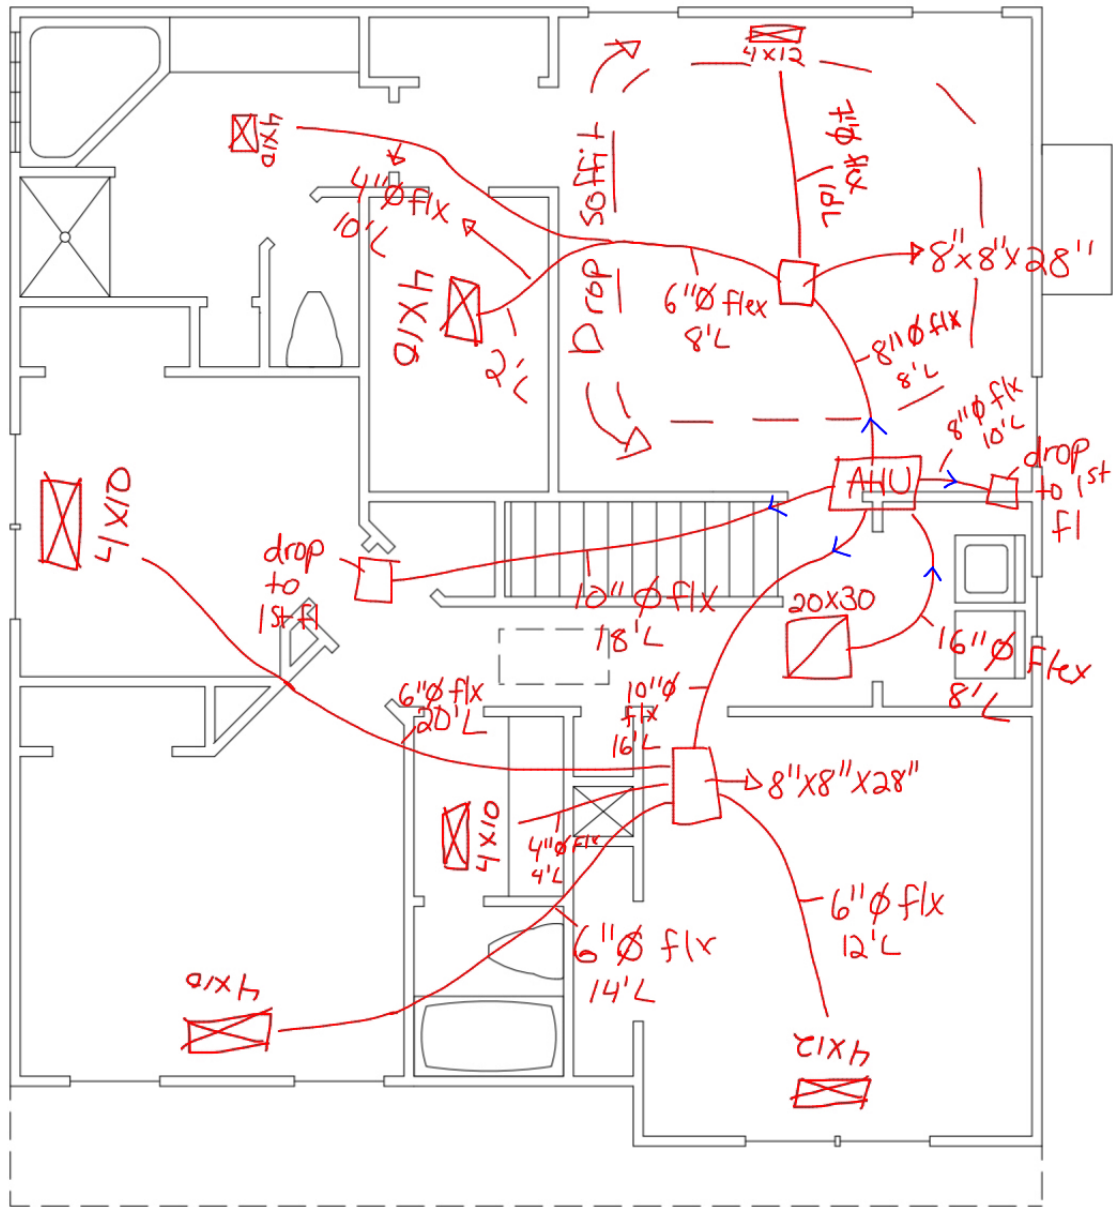 4x12
4x10
7"Ø flx
10'L
4"Ø flx
10'L
Drop soffit
8"x8"x28"
4x10
2'L
6"Ø flex
8'L
8"Ø flx
8'L
8"Ø flx
10'L
AHU
drop
to 1st
fl
4x10
drop
to
1st fl
10"Ø flx
18'L
20x30
16"Ø flex
8'L
6"Ø flx
20'L
10"Ø
flx
16'L
8"x8"x28"
4x10
4"Ø flx
4'L
6"Ø flx
14'L
6"Ø flx
12'L
4x10
4x12